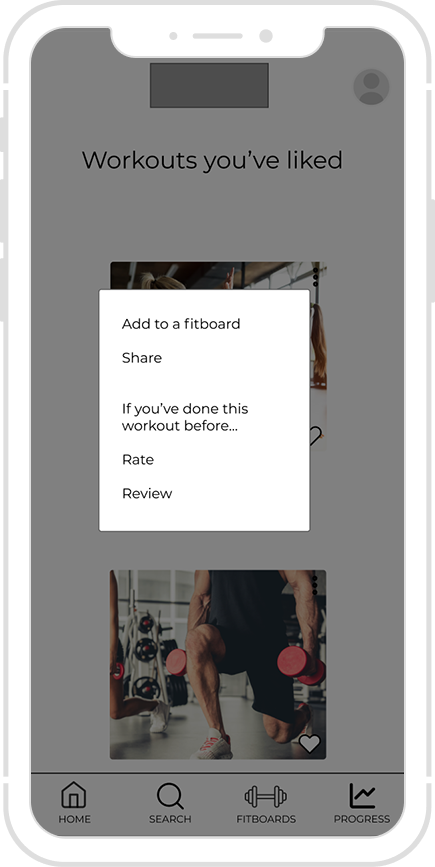 Workouts you’ve liked
Add to a fitboard
Share
If you’ve done this
workout before...
Rate
Review
HOME
SEARCH
FITBOARDS
PROGRESS